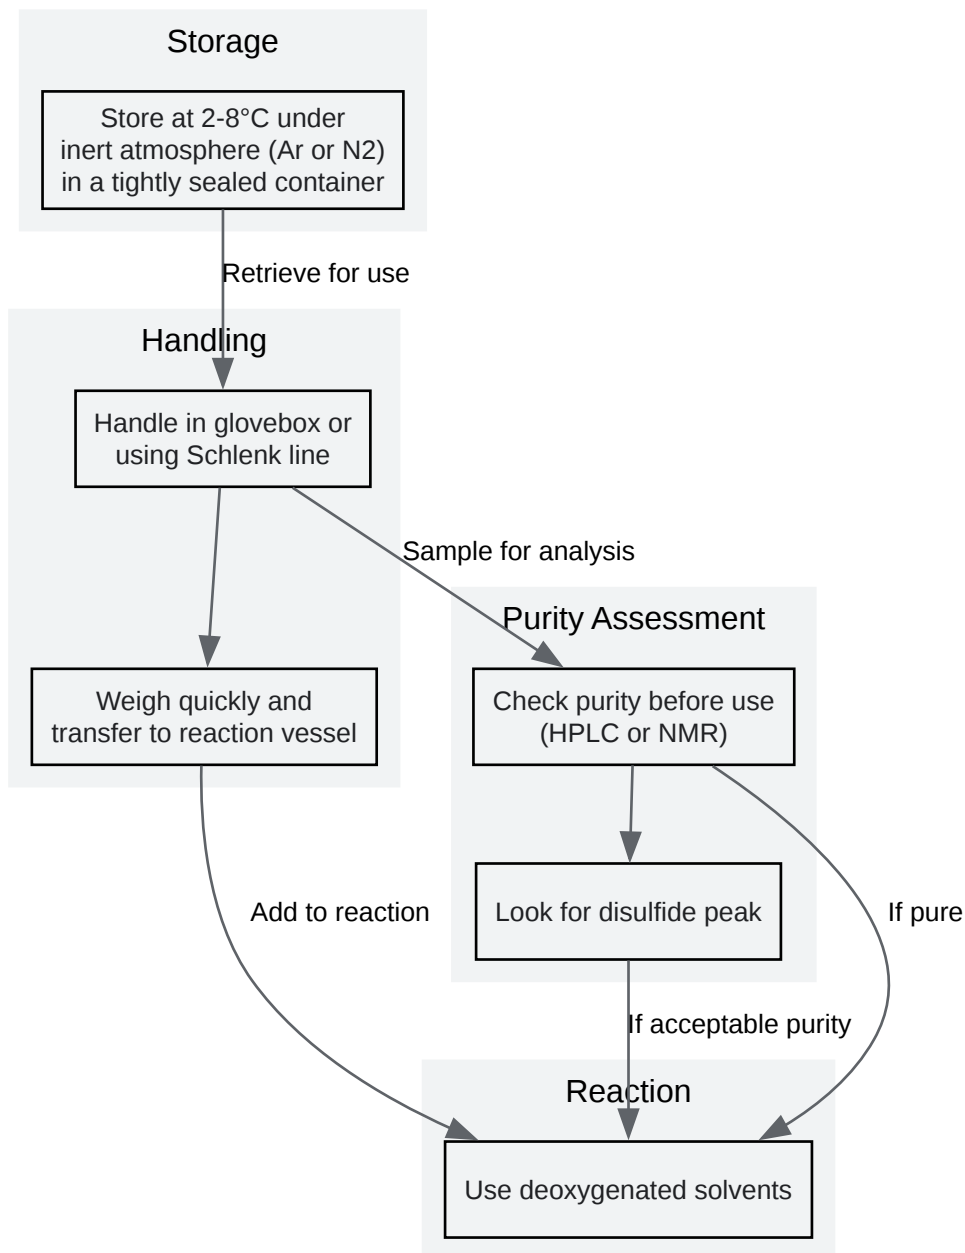 Storage
Store at 2-8°C under
inert atmosphere (Ar or N2)
in a tightly sealed container
Retrieve for use
Handling
Handle in glovebox or
using Schlenk line
Sample for analysis
Purity Assessment
Weigh quickly and
transfer to reaction vessel
Check purity before use
(HPLC or NMR)
Add to reaction
Look for disulfide peak
If pure
If acceptable purity
Reaction
Use deoxygenated solvents